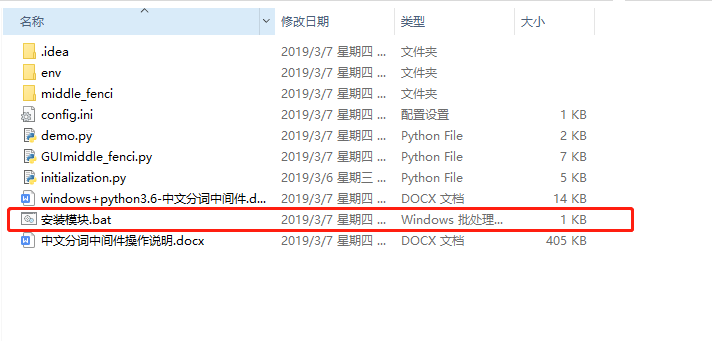 名称 修改日期 类型 大小
.idea 2019/3/7 星期四 ... 文件夹
env 2019/3/7 星期四 ... 文件夹
middle_fenci 2019/3/7 星期四 ... 文件夹
config.ini 2019/3/7 星期四 ... 配置设置 1 KB
demo.py 2019/3/7 星期四 ... Python File 2 KB
GUImiddle_fenci.py 2019/3/7 星期四 ... Python File 7 KB
initialization.py 2019/3/6 星期三 ... Python File 5 KB
windows+python3.6-中文分词中间件.d... 2019/3/7 星期四 ... DOCX 文档 14 KB
安装模块.bat 2019/3/7 星期四 ... Windows 批处理... 1 KB
中文分词中间件操作说明.docx 2019/3/7 星期四 ... DOCX 文档 405 KB